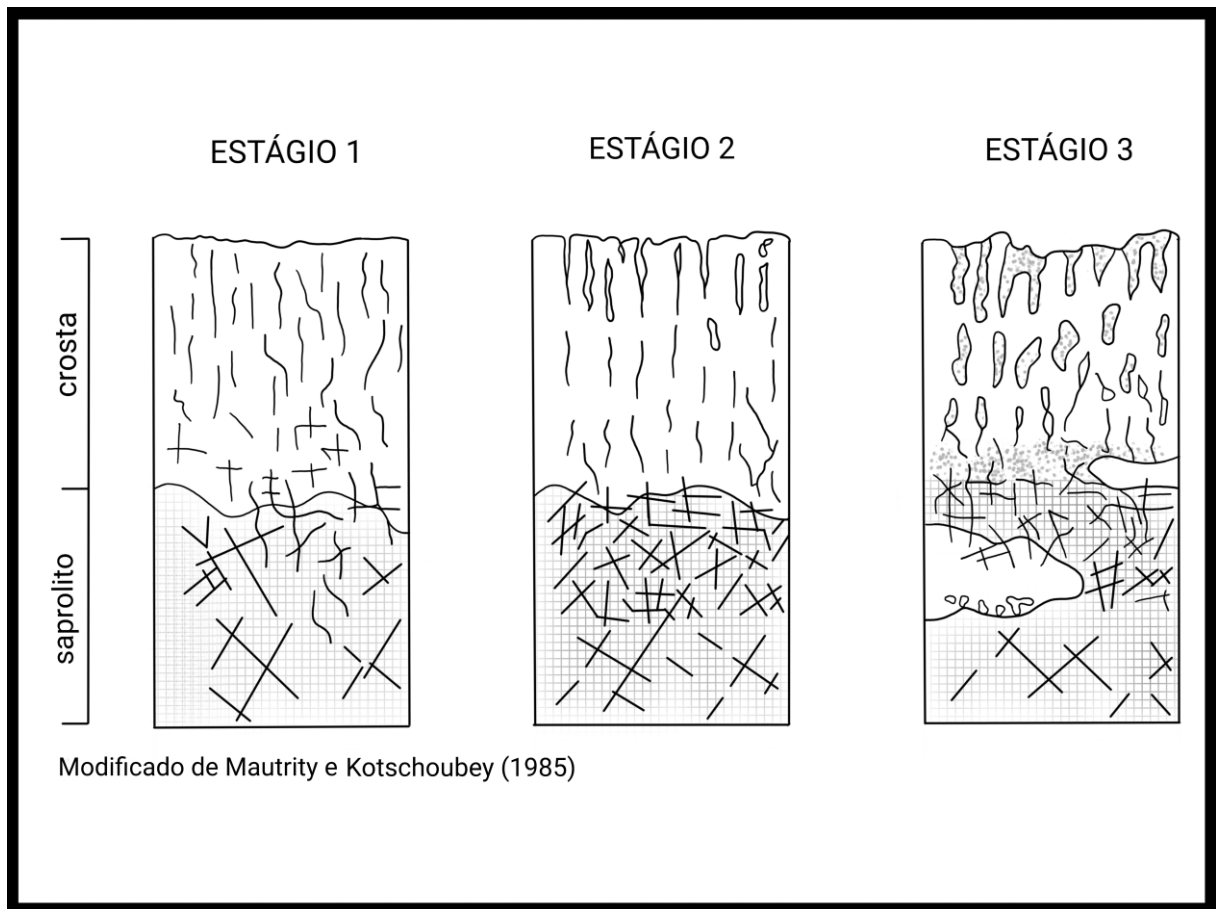 ESTÁGIO 1
ESTÁGIO 2
ESTÁGIO 3
crosta
saprolito
Modificado de Mautrity e Kotschoubey (1985)